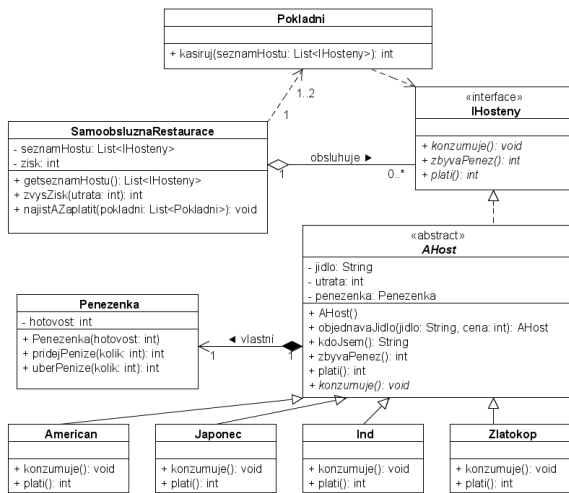 Pokladni
+ kasiruj(seznamHostu: List<IHosteny>): int
1..2
1
«interface»
IHosteny
+ konzumuje(): void
+ zbyvaPenez(): int
+ plati(): int
SamoobsluznaRestaurace
- seznamHostu: List<IHosteny>
- zisk: int
+ getseznamHostu(): List<IHosteny>
+ zvysZisk(utrata: int): int
+ najistAZaplatit(pokladni: List<Pokladni>): void
1
obsluhuje ►
0..*
«abstract»
AHost
- jidlo: String
- utrata: int
- penezenka: Penezenka
+ AHost()
+ objednavaJidlo(jidlo: String, cena: int): AHost
+ kdoJsem(): String
+ zbyvaPenez(): int
+ plati(): int
+ konzumuje(): void
Penezenka
- hotovost: int
+ Penezenka(hotovost: int)
+ pridejPenize(kolik: int): int
+ uberPenize(kolik: int): int
◄ vlastní
1
1
American
+ konzumuje(): void
+ plati(): int
Japonec
+ konzumuje(): void
+ plati(): int
Ind
+ konzumuje(): void
+ plati(): int
Zlatokop
+ konzumuje(): void
+ plati(): int